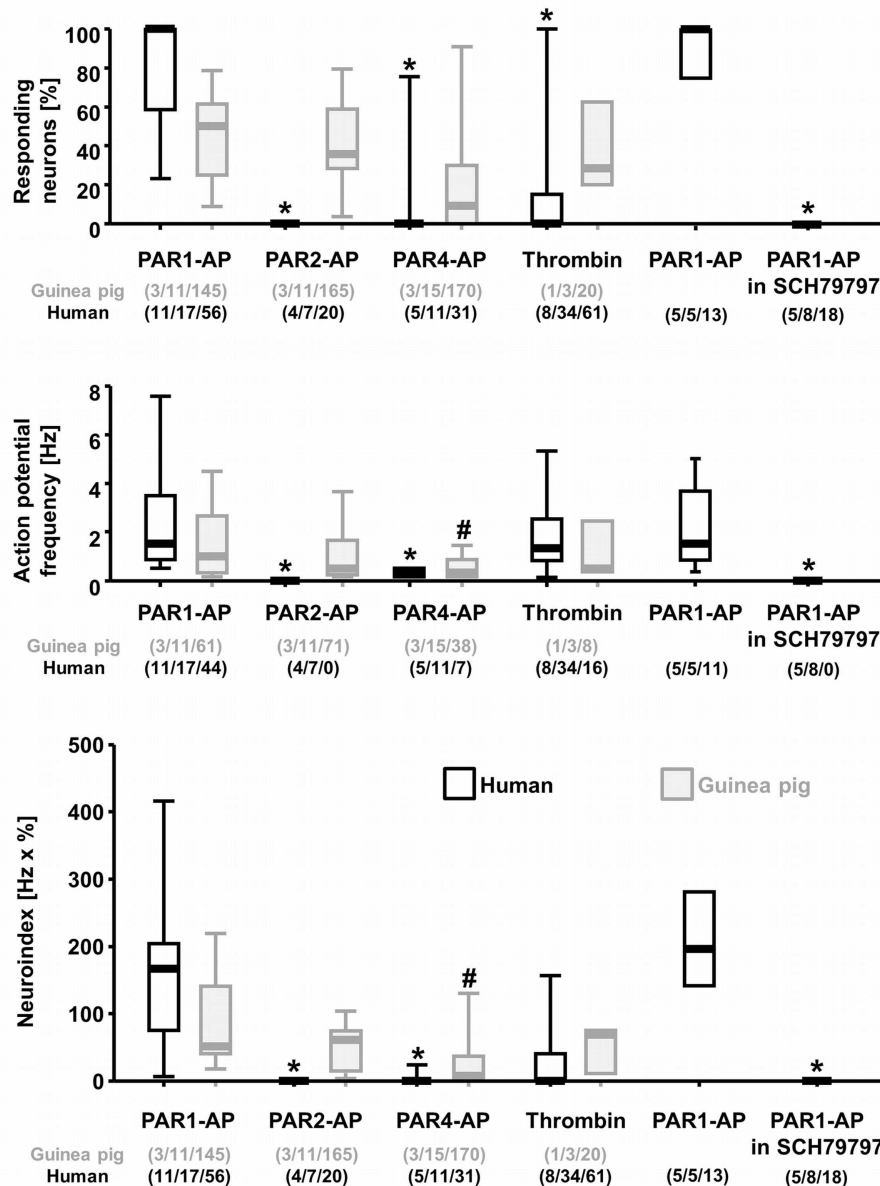 Responding
neurons [%]
100
80
60
40
20
0
*
*
*
*
PAR1-AP PAR2-AP PAR4-AP Thrombin PAR1-AP PAR1-AP
in SCH79797
Guinea pig (3/11/145) (3/11/165) (3/15/170) (1/3/20)
Human (11/17/56) (4/7/20) (5/11/31) (8/34/61) (5/5/13) (5/8/18)
Action potential
frequency [Hz]
8
6
4
2
0
*
*
#
*
PAR1-AP PAR2-AP PAR4-AP Thrombin PAR1-AP PAR1-AP
in SCH79797
Guinea pig (3/11/61) (3/11/71) (3/15/38) (1/3/8)
Human (11/17/44) (4/7/0) (5/11/7) (8/34/16) (5/5/11) (5/8/0)
Neuroindex [Hz x %]
500
400
300
200
100
0
Human Guinea pig
*
*
#
*
PAR1-AP PAR2-AP PAR4-AP Thrombin PAR1-AP PAR1-AP
in SCH79797
Guinea pig (3/11/145) (3/11/165) (3/15/170) (1/3/20)
Human (11/17/56) (4/7/20) (5/11/31) (8/34/61) (5/5/13) (5/8/18)